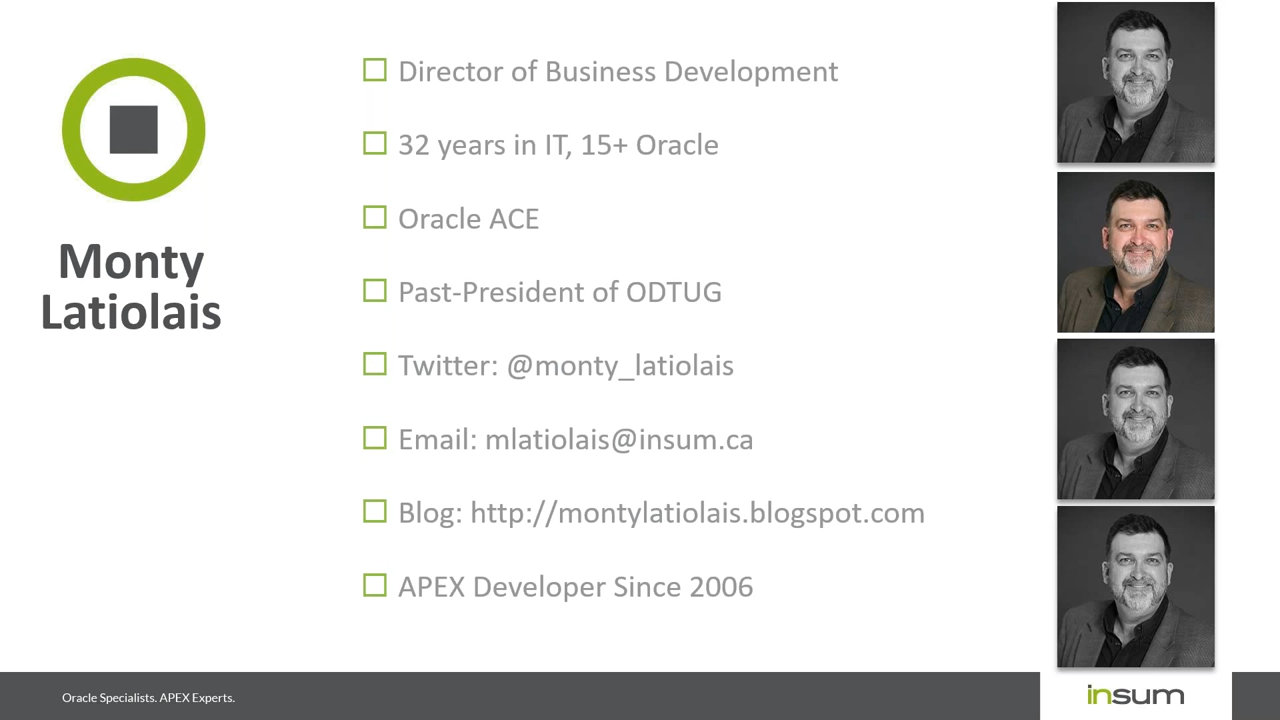 Monty
Latiolais
Director of Business Development
32 years in IT, 15+ Oracle
Oracle ACE
Past-President of ODTUG
Twitter: @monty_latiolais
Email: mlatiolais@insum.ca
Blog: http://montylatiolais.blogspot.com
APEX Developer Since 2006
Oracle Specialists. APEX Experts.
insum